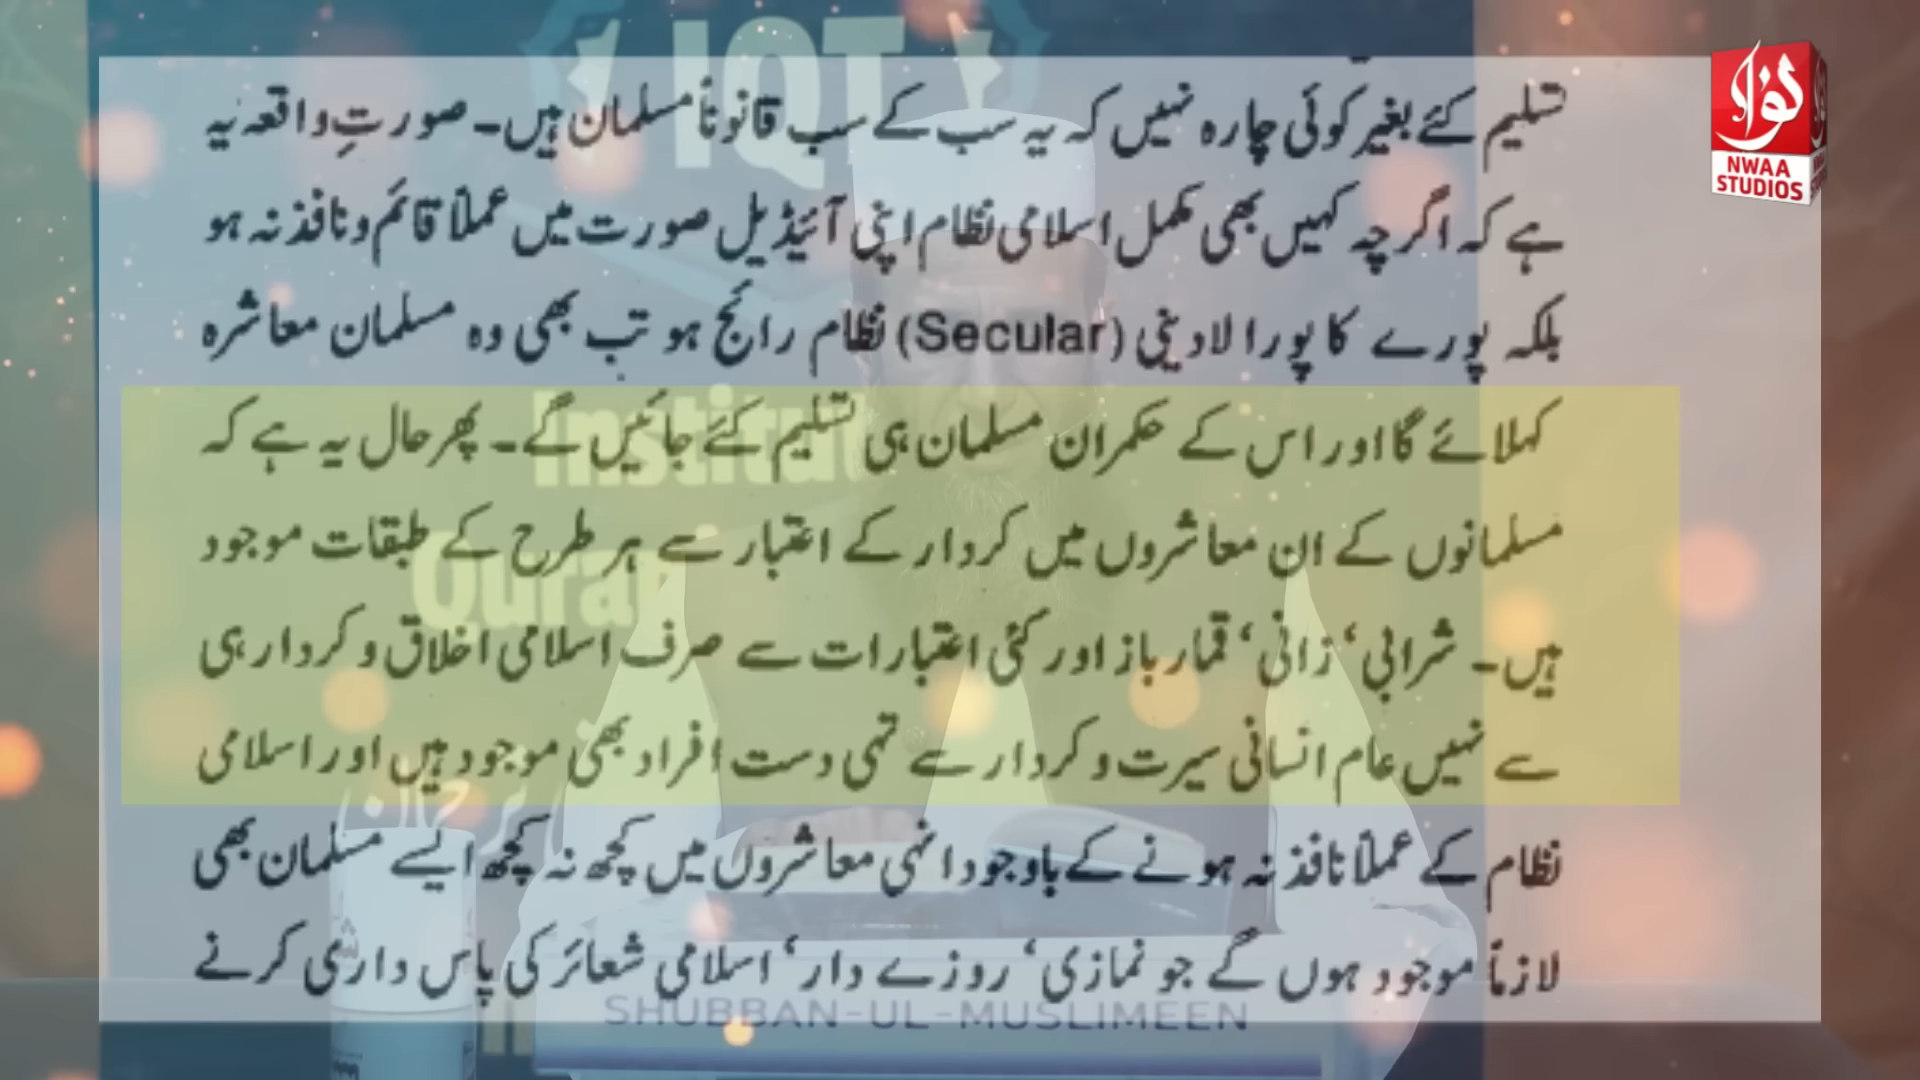 IQT
نوا
NWAA
STUDIOS
تسلیم کئے بغیر کوئی چارہ نہیں کہ یہ سب کے سب قانوناً مسلمان ہیں۔ صورتِ واقعہ یہ
ہے کہ اگرچہ کہیں بھی مکمل اسلامی نظام اپنی آئیڈیل صورت میں عملاً قائم و نافذ نہ ہو
بلکہ پورے کا پورا لادینی (Secular) نظام رائج ہو تب بھی وہ مسلمان معاشرہ
کہلائے گا اور اس کے حکمران مسلمان ہی تسلیم کئے جائیں گے۔ پھر حال یہ ہے کہ
مسلمانوں کے ان معاشروں میں کردار کے اعتبار سے ہر طرح کے طبقات موجود
ہیں۔ شرابی‘ زانی‘ قمار باز اور کئی اعتبارات سے صرف اسلامی اخلاق و کردار ہی
سے نہیں عام انسانی سیرت و کردار سے تہی دست افراد بھی موجود ہیں اور اسلامی
نظام کے عملاً نافذ نہ ہونے کے باوجود انہی معاشروں میں کچھ نہ کچھ ایسے مسلمان بھی
لازماً موجود ہوں گے جو نمازی‘ روزے دار‘ اسلامی شعائر کی پاس داری کرنے
Institut
Quran
SHUBBAN-UL-MUSLIMEEN